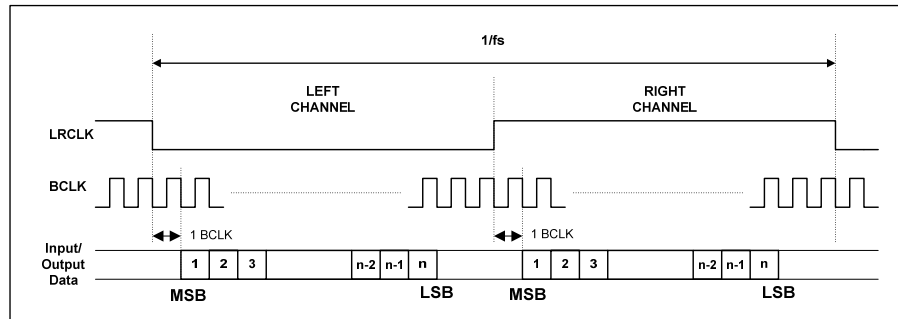 1/fs
LEFT
CHANNEL
RIGHT
CHANNEL
LRCLK
BCLK
1 BCLK
1 BCLK
Input/
Output
Data
1 2 3 n-2 n-1 n 1 2 3 n-2 n-1 n
MSB LSB MSB LSB